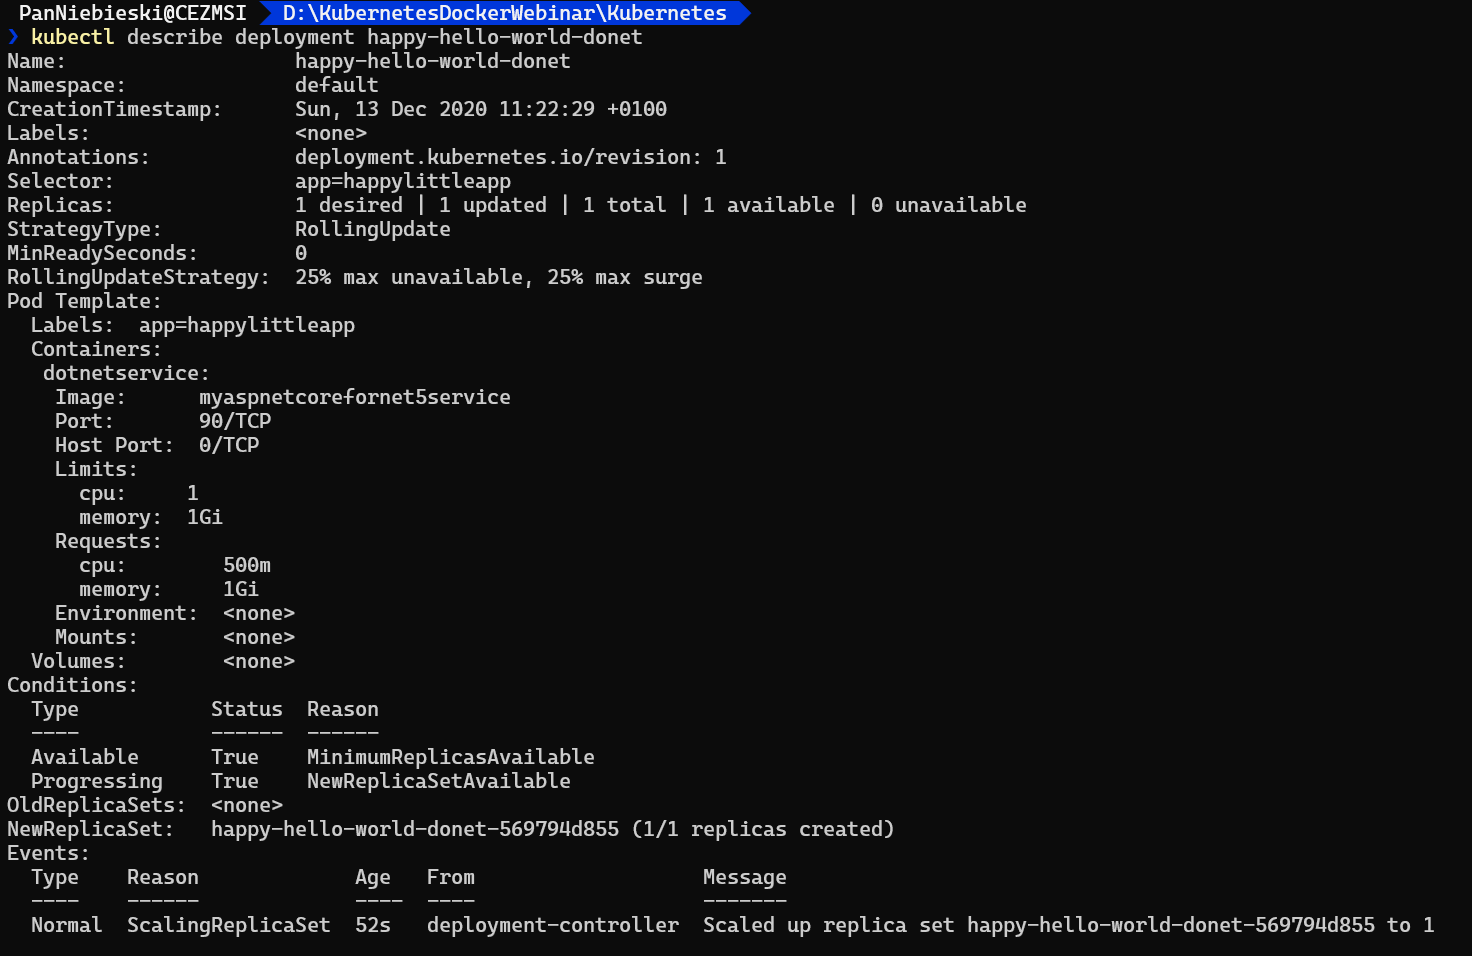 PanNiebieski@CEZMSI D:\KubernetesDockerWebinar\Kubernetes
❯ kubectl describe deployment happy-hello-world-donet
Name:                   happy-hello-world-donet
Namespace:              default
CreationTimestamp:      Sun, 13 Dec 2020 11:22:29 +0100
Labels:                 <none>
Annotations:            deployment.kubernetes.io/revision: 1
Selector:               app=happylittleapp
Replicas:               1 desired | 1 updated | 1 total | 1 available | 0 unavailable
StrategyType:           RollingUpdate
MinReadySeconds:        0
RollingUpdateStrategy:  25% max unavailable, 25% max surge
Pod Template:
  Labels:  app=happylittleapp
  Containers:
   dotnetservice:
    Image:      myaspnetcorefornet5service
    Port:       90/TCP
    Host Port:  0/TCP
    Limits:
      cpu:     1
      memory:  1Gi
    Requests:
      cpu:        500m
      memory:     1Gi
    Environment:  <none>
    Mounts:       <none>
  Volumes:        <none>
Conditions:
  Type           Status  Reason
  ----           ------  ------
  Available      True    MinimumReplicasAvailable
  Progressing    True    NewReplicaSetAvailable
OldReplicaSets:  <none>
NewReplicaSet:   happy-hello-world-donet-569794d855 (1/1 replicas created)
Events:
  Type    Reason             Age   From                   Message
  ----    ------             ----  ----                   -------
  Normal  ScalingReplicaSet  52s   deployment-controller  Scaled up replica set happy-hello-world-donet-569794d855 to 1